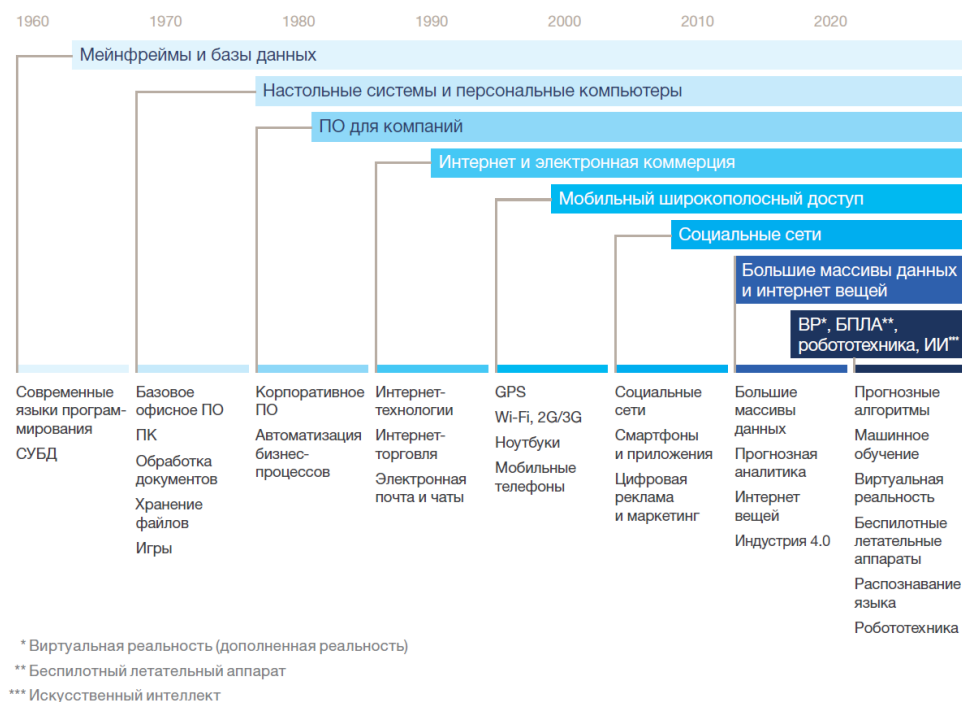 1960 1970 1980 1990 2000 2010 2020
Мейнфреймы и базы данных
Настольные системы и персональные компьютеры
ПО для компаний
Интернет и электронная коммерция
Мобильный широкополосный доступ
Социальные сети
Большие массивы данных
и интернет вещей
ВР*, БПЛА**,
робототехника, ИИ***
Современные
языки програм-
мирования
СУБД
Базовое
офисное ПО
ПК
Обработка
документов
Хранение
файлов
Игры
Корпоративное
ПО
Автоматизация
бизнес-
процессов
Интернет-
технологии
Интернет-
торговля
Электронная
почта и чаты
GPS
Wi-Fi, 2G/3G
Ноутбуки
Мобильные
телефоны
Социальные
сети
Смартфоны
и приложения
Цифровая
реклама
и маркетинг
Большие
массивы
данных
Прогнозная
аналитика
Интернет
вещей
Индустрия 4.0
Прогнозные
алгоритмы
Машинное
обучение
Виртуальная
реальность
Беспилотные
летательные
аппараты
Распознавание
языка
Робототехника
* Виртуальная реальность (дополненная реальность)
** Беспилотный летательный аппарат
*** Искусственный интеллект